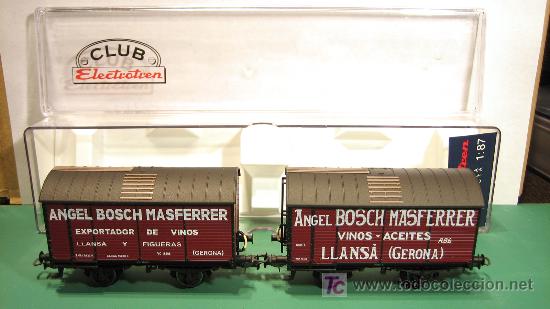 CLUB
Electrotren
1:87
ANGEL BOSCH MASFERRER
EXPORTADOR DE VINOS
LLANSA Y FIGUERAS
(GERONA)
ANGEL BOSCH MASFERRER
VINOS - ACEITES
LLANSÁ (GERONA)
TC todocoleccion.net